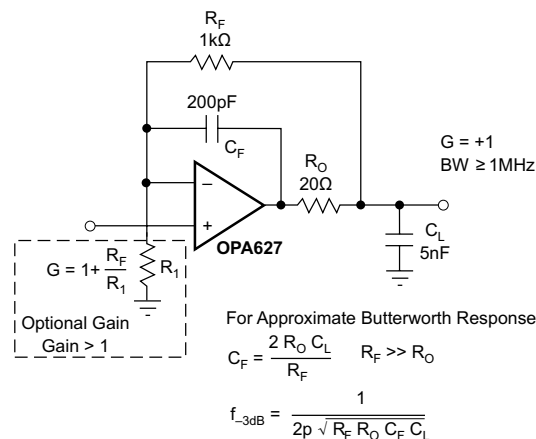 R_F
1kΩ
200pF
C_F
R_O
20Ω
G = +1
BW ≥ 1MHz
–
+
OPA627
C_L
5nF
G = 1+ R_F/R_1
R_1
Optional Gain
Gain > 1
For Approximate Butterworth Response
C_F = 2 R_O C_L / R_F    R_F >> R_O
f_–3dB = 1 / 2p √ R_F R_O C_F C_L